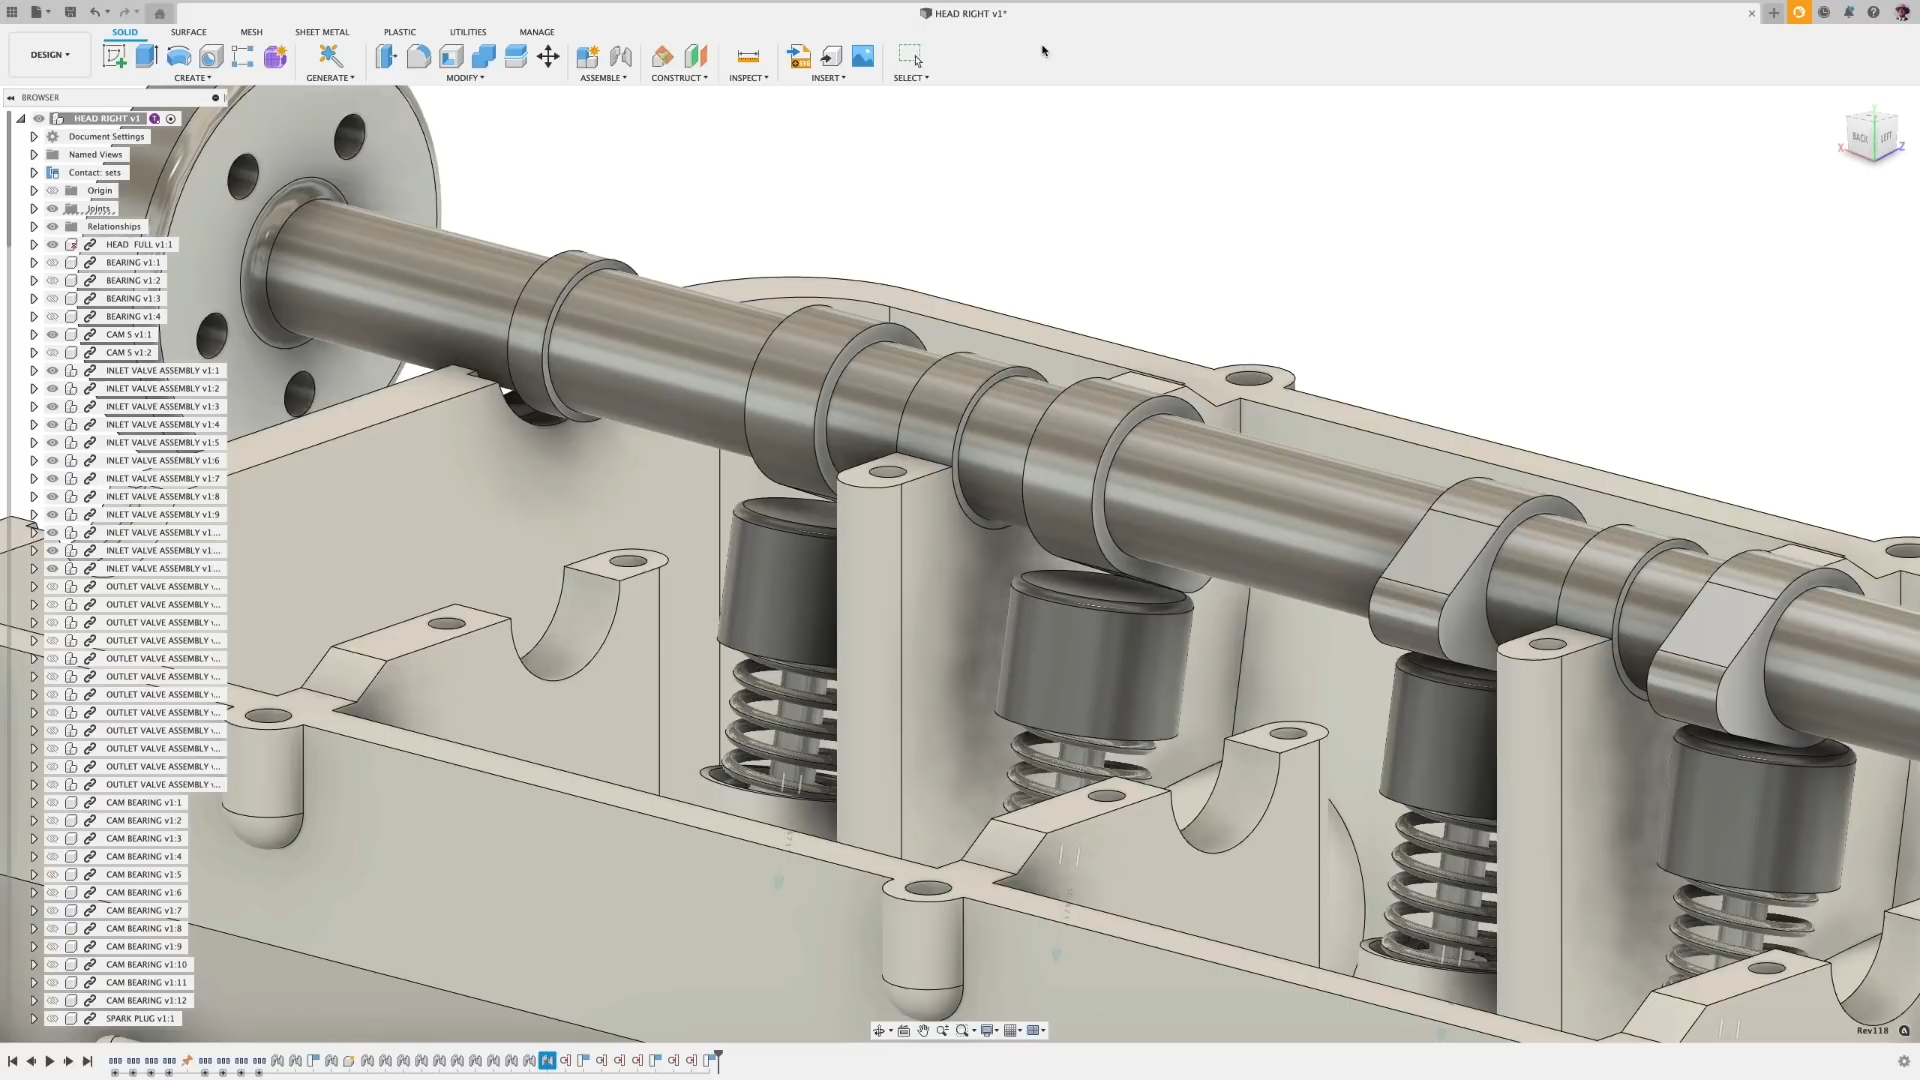 HEAD RIGHT v1*
SOLID SURFACE MESH SHEET METAL PLASTIC UTILITIES MANAGE
DESIGN
CREATE GENERATE MODIFY ASSEMBLE CONSTRUCT INSPECT INSERT SELECT
BROWSER
HEAD RIGHT v1
Document Settings
Named Views
Contact: sets
Origin
Joints
Relationships
HEAD FULL v1:1
BEARING v1:1
BEARING v1:2
BEARING v1:3
BEARING v1:4
CAM S v1:1
CAM S v1:2
INLET VALVE ASSEMBLY v1:1
INLET VALVE ASSEMBLY v1:2
INLET VALVE ASSEMBLY v1:3
INLET VALVE ASSEMBLY v1:4
INLET VALVE ASSEMBLY v1:5
INLET VALVE ASSEMBLY v1:6
INLET VALVE ASSEMBLY v1:7
INLET VALVE ASSEMBLY v1:8
INLET VALVE ASSEMBLY v1:9
INLET VALVE ASSEMBLY v1:...
INLET VALVE ASSEMBLY v1:...
INLET VALVE ASSEMBLY v1:...
OUTLET VALVE ASSEMBLY v...
OUTLET VALVE ASSEMBLY v...
OUTLET VALVE ASSEMBLY v...
OUTLET VALVE ASSEMBLY v...
OUTLET VALVE ASSEMBLY v...
OUTLET VALVE ASSEMBLY v...
OUTLET VALVE ASSEMBLY v...
OUTLET VALVE ASSEMBLY v...
OUTLET VALVE ASSEMBLY v...
OUTLET VALVE ASSEMBLY v...
OUTLET VALVE ASSEMBLY v...
OUTLET VALVE ASSEMBLY v...
CAM BEARING v1:1
CAM BEARING v1:2
CAM BEARING v1:3
CAM BEARING v1:4
CAM BEARING v1:5
CAM BEARING v1:6
CAM BEARING v1:7
CAM BEARING v1:8
CAM BEARING v1:9
CAM BEARING v1:10
CAM BEARING v1:11
CAM BEARING v1:12
SPARK PLUG v1:1
Y
BACK LEFT
X Z
Rev118